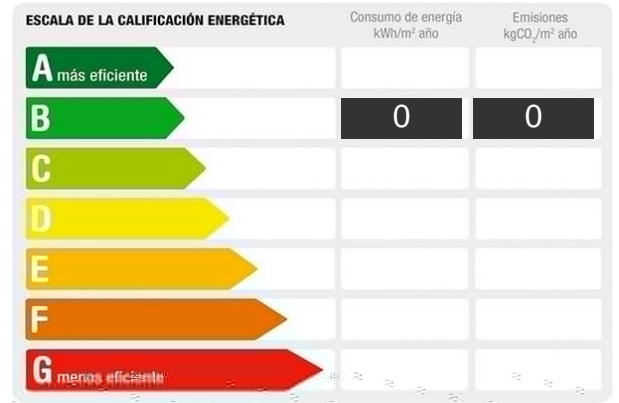 ESCALA DE LA CALIFICACIÓN ENERGÉTICA
Consumo de energía
kWh/m² año
Emisiones
kgCO₂/m² año
A más eficiente
B 0 0
C
D
E
F
G menos eficiente